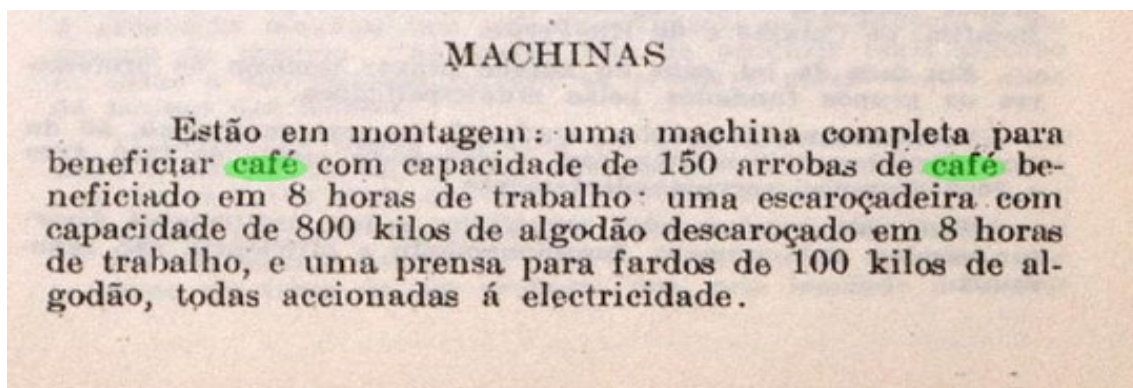 MACHINAS
Estão em montagem: uma machina completa para
beneficiar café com capacidade de 150 arrobas de café be-
neficiado em 8 horas de trabalho: uma escaroçadeira com
capacidade de 800 kilos de algodão descaroçado em 8 horas
de trabalho, e uma prensa para fardos de 100 kilos de al-
godão, todas accionadas á electricidade.